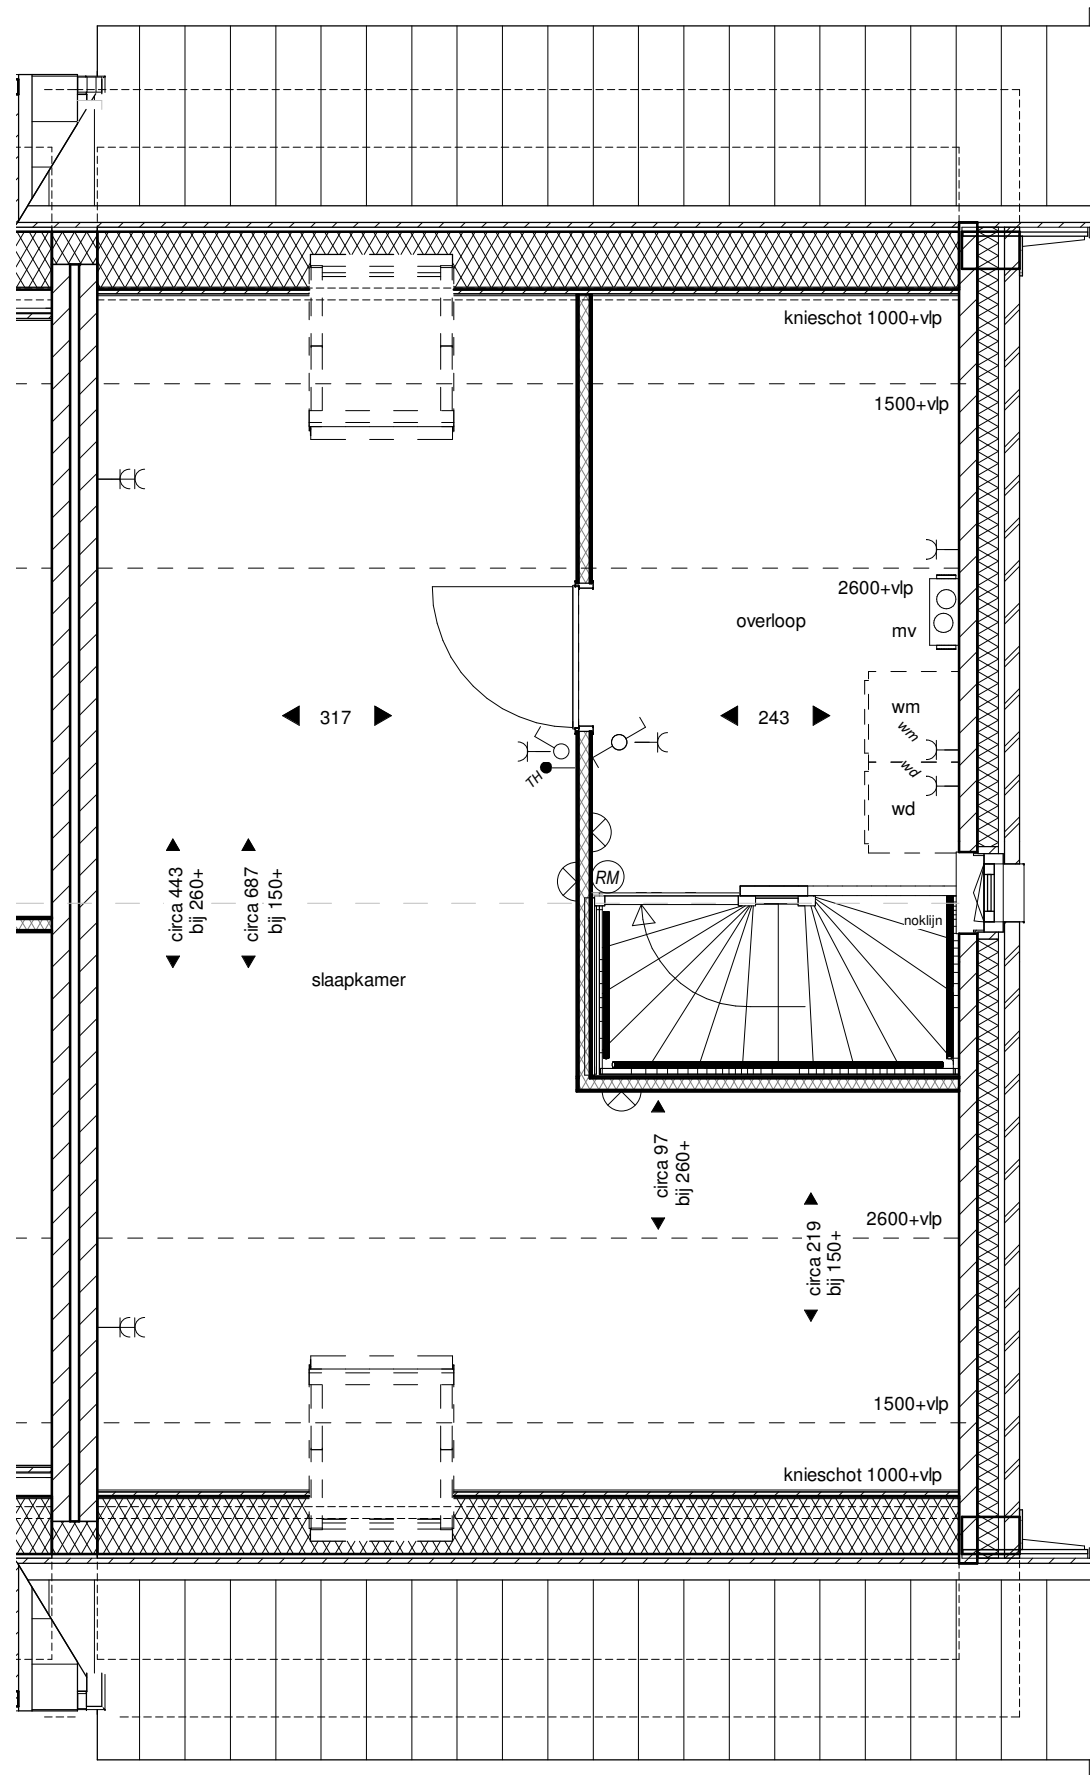 knieschot 1000+vlp
1500+vlp
2600+vlp
overloop
mv
317
243
wm
wm
wd
wd
TH
RM
circa 443
bij 260+
circa 687
bij 150+
noklijn
slaapkamer
circa 97
bij 260+
2600+vlp
circa 219
bij 150+
1500+vlp
knieschot 1000+vlp